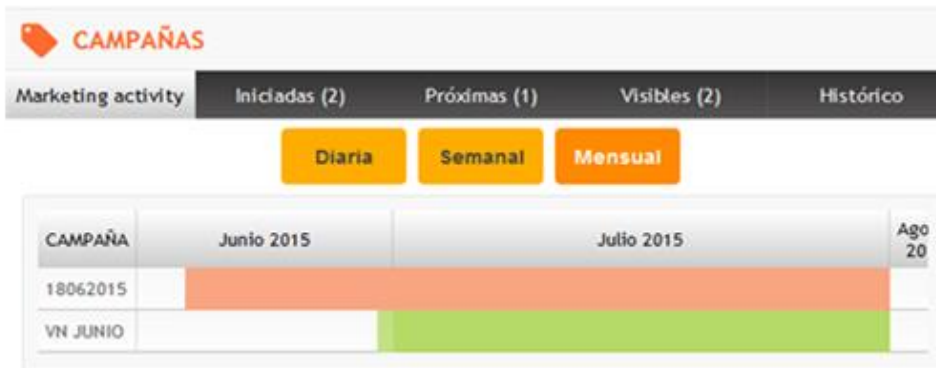 CAMPAÑAS
Marketing activity Iniciadas (2) Próximas (1) Visibles (2) Histórico
Diaria Semanal Mensual
CAMPAÑA Junio 2015 Julio 2015 Ago
20
18062015
VN JUNIO